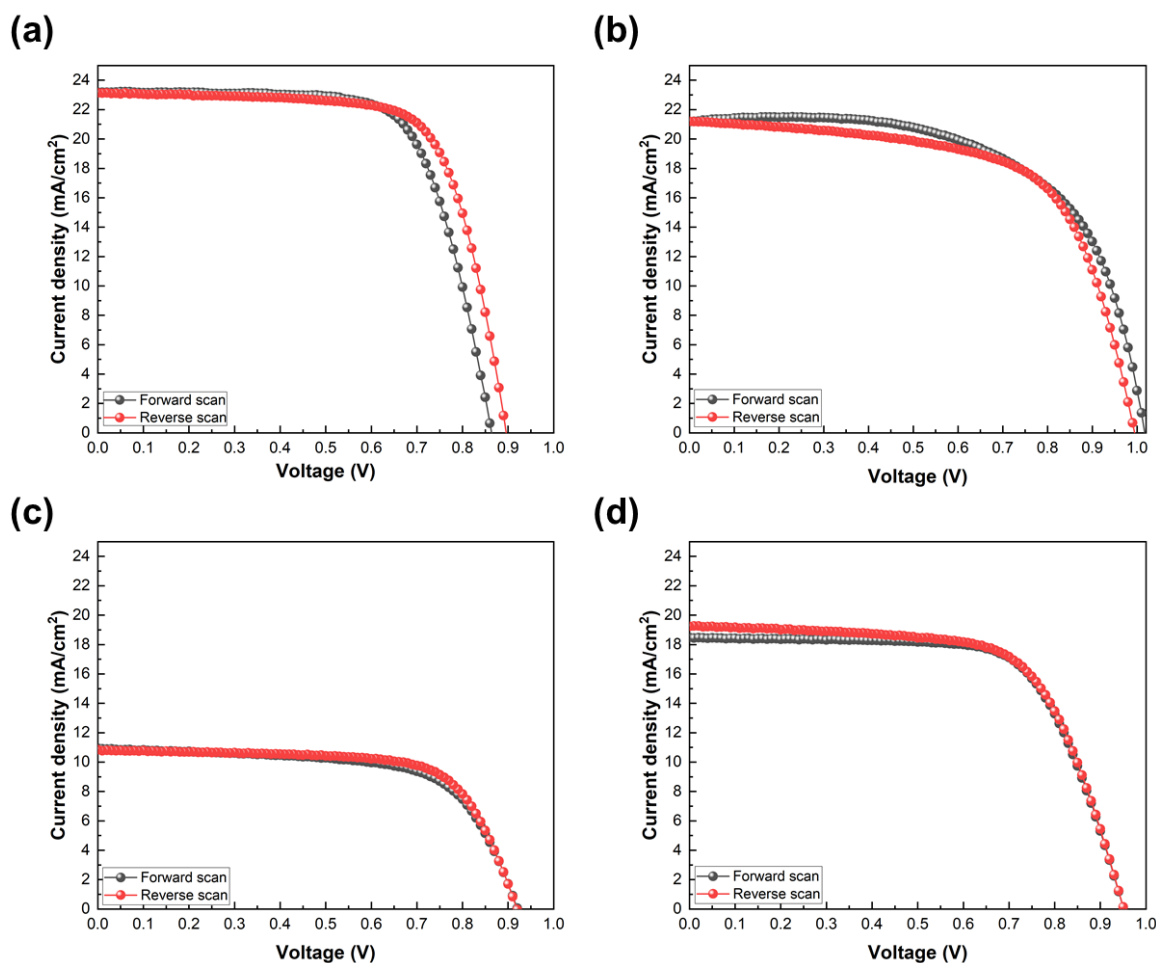 (a)
24
22
20
18
16
14
12
10
8
6
4
2
0
Current density (mA/cm²)
Forward scan
Reverse scan
0.0 0.1 0.2 0.3 0.4 0.5 0.6 0.7 0.8 0.9 1.0
Voltage (V)
(b)
24
22
20
18
16
14
12
10
8
6
4
2
0
Current density (mA/cm²)
Forward scan
Reverse scan
0.0 0.1 0.2 0.3 0.4 0.5 0.6 0.7 0.8 0.9 1.0
Voltage (V)
(c)
24
22
20
18
16
14
12
10
8
6
4
2
0
Current density (mA/cm²)
Forward scan
Reverse scan
0.0 0.1 0.2 0.3 0.4 0.5 0.6 0.7 0.8 0.9 1.0
Voltage (V)
(d)
24
22
20
18
16
14
12
10
8
6
4
2
0
Current density (mA/cm²)
Forward scan
Reverse scan
0.0 0.1 0.2 0.3 0.4 0.5 0.6 0.7 0.8 0.9 1.0
Voltage (V)